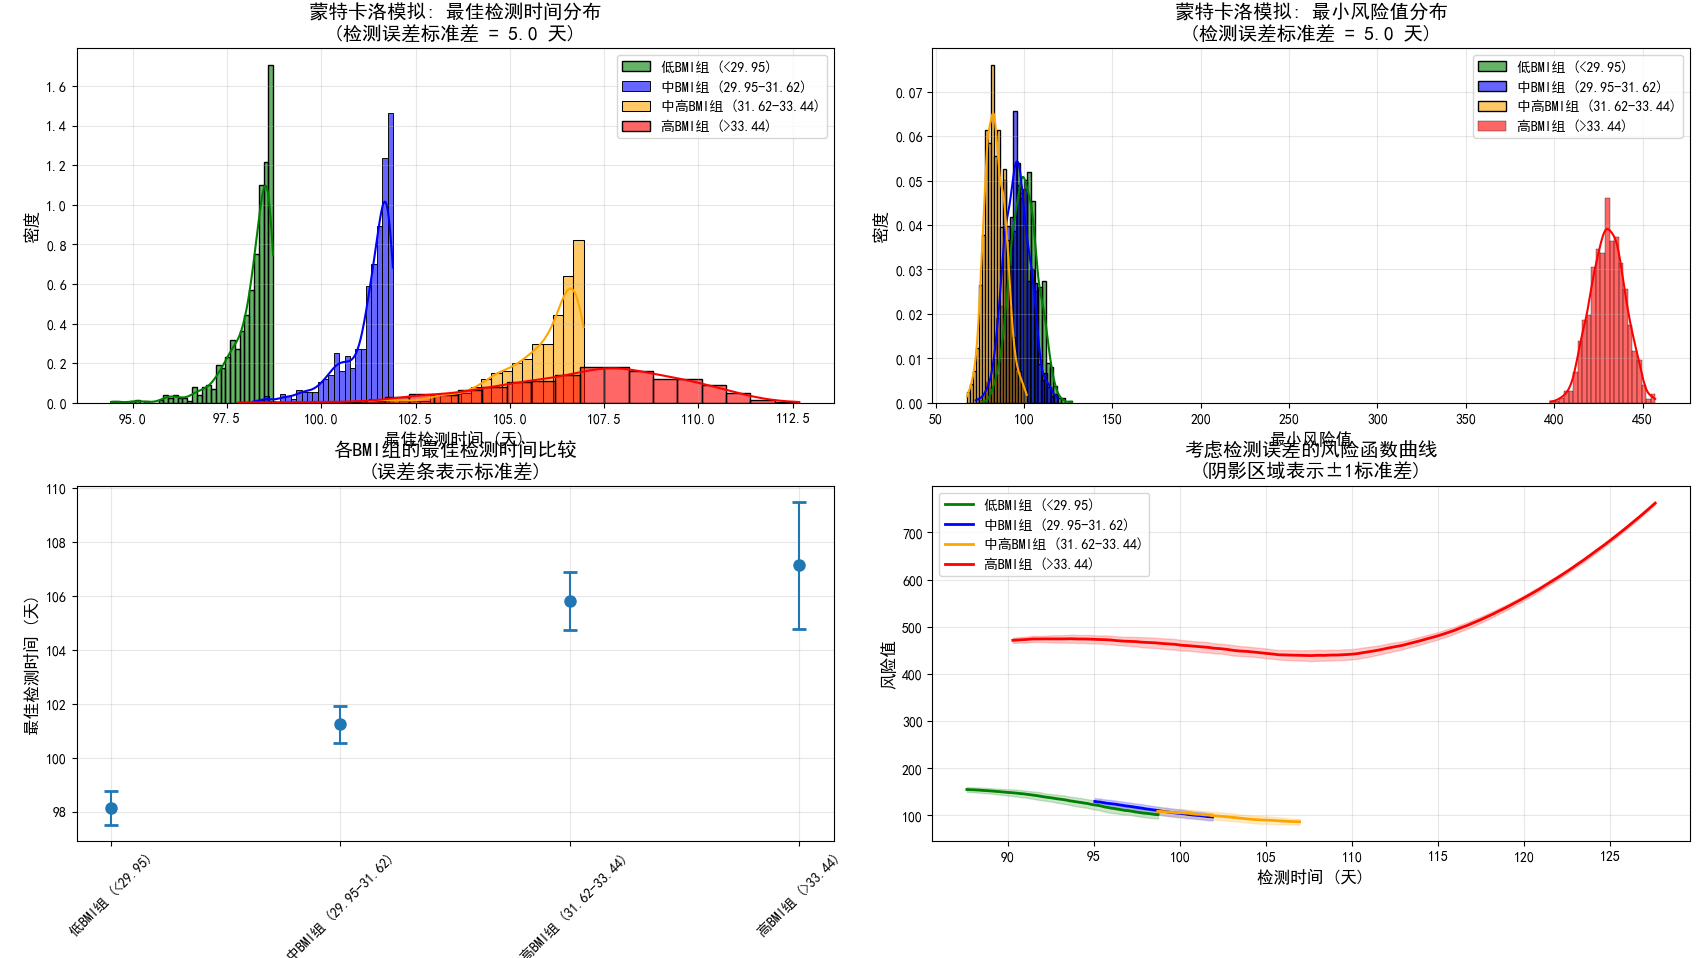 蒙特卡洛模拟: 最佳检测时间分布
(检测误差标准差 = 5.0 天)
密度
1.6
1.4
1.2
1.0
0.8
0.6
0.4
0.2
0.0
低BMI组 (<29.95)
中BMI组 (29.95-31.62)
中高BMI组 (31.62-33.44)
高BMI组 (>33.44)
95.0
97.5
100.0
102.5
105.0
107.5
110.0
112.5
最佳检测时间 (天)
蒙特卡洛模拟: 最小风险值分布
(检测误差标准差 = 5.0 天)
密度
0.07
0.06
0.05
0.04
0.03
0.02
0.01
0.00
低BMI组 (<29.95)
中BMI组 (29.95-31.62)
中高BMI组 (31.62-33.44)
高BMI组 (>33.44)
50
100
150
200
250
300
350
400
450
最小风险值
各BMI组的最佳检测时间比较
(误差条表示标准差)
最佳检测时间 (天)
110
108
106
104
102
100
98
低BMI组 (<29.95)
中BMI组 (29.95-31.62)
高BMI组 (31.62-33.44)
高BMI组 (>33.44)
考虑检测误差的风险函数曲线
(阴影区域表示±1标准差)
风险值
700
600
500
400
300
200
100
低BMI组 (<29.95)
中BMI组 (29.95-31.62)
中高BMI组 (31.62-33.44)
高BMI组 (>33.44)
90
95
100
105
110
115
120
125
检测时间 (天)